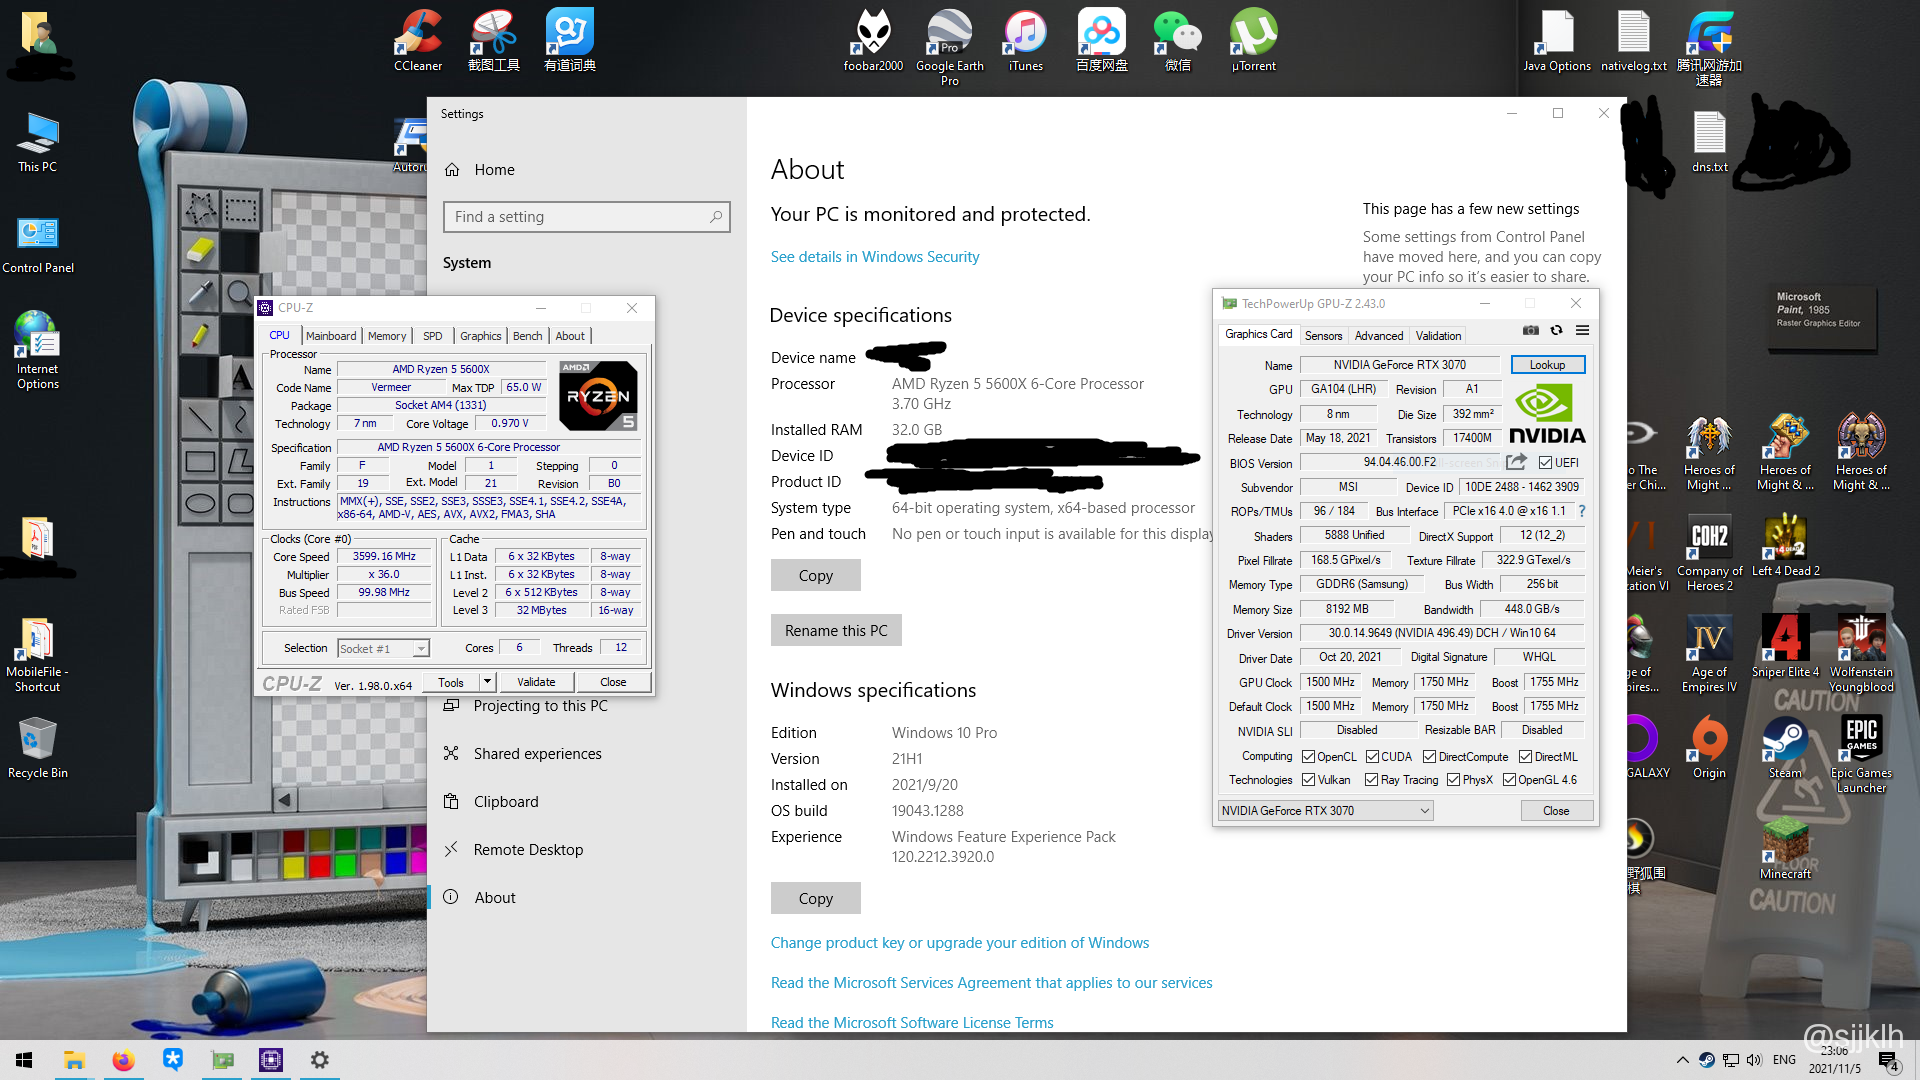 CCleaner
截图工具
有道词典
foobar2000
Google Earth
Pro
iTunes
百度网盘
微信
µTorrent
Java Options
nativelog.txt
腾讯网游加
速器
This PC
Control Panel
Internet
Options
MobileFile -
Shortcut
Recycle Bin
dns.txt
Microsoft
Paint, 1985
Raster Graphics Editor
Settings
Home
Find a setting
System
Projecting to this PC
Shared experiences
Clipboard
Remote Desktop
About
About
Your PC is monitored and protected.
See details in Windows Security
This page has a few new settings
Some settings from Control Panel
have moved here, and you can copy
your PC info so it's easier to share.
Device specifications
Device name
Processor AMD Ryzen 5 5600X 6-Core Processor
3.70 GHz
Installed RAM 32.0 GB
Device ID
Product ID
System type 64-bit operating system, x64-based processor
Pen and touch No pen or touch input is available for this display
Copy
Rename this PC
Windows specifications
Edition Windows 10 Pro
Version 21H1
Installed on 2021/9/20
OS build 19043.1288
Experience Windows Feature Experience Pack
120.2212.3920.0
Copy
Change product key or upgrade your edition of Windows
Read the Microsoft Services Agreement that applies to our services
Read the Microsoft Software License Terms
CPU-Z
CPU Mainboard Memory SPD Graphics Bench About
Processor
Name AMD Ryzen 5 5600X
Code Name Vermeer Max TDP 65.0 W
Package Socket AM4 (1331)
Technology 7 nm Core Voltage 0.970 V
AMD
RYZEN
5
Specification AMD Ryzen 5 5600X 6-Core Processor
Family F Model 1 Stepping 0
Ext. Family 19 Ext. Model 21 Revision B0
Instructions MMX(+), SSE, SSE2, SSE3, SSSE3, SSE4.1, SSE4.2, SSE4A,
x86-64, AMD-V, AES, AVX, AVX2, FMA3, SHA
Clocks (Core #0)
Core Speed 3599.16 MHz
Multiplier x 36.0
Bus Speed 99.98 MHz
Rated FSB
Cache
L1 Data 6 x 32 KBytes 8-way
L1 Inst. 6 x 32 KBytes 8-way
Level 2 6 x 512 KBytes 8-way
Level 3 32 MBytes 16-way
Selection Socket #1 Cores 6 Threads 12
CPU-Z Ver. 1.98.0.x64 Tools Validate Close
TechPowerUp GPU-Z 2.43.0
Graphics Card Sensors Advanced Validation
Name NVIDIA GeForce RTX 3070 Lookup
GPU GA104 (LHR) Revision A1
Technology 8 nm Die Size 392 mm²
Release Date May 18, 2021 Transistors 17400M
NVIDIA
BIOS Version 94.04.46.00.F2 UEFI
Subvendor MSI Device ID 10DE 2488 - 1462 3909
ROPs/TMUs 96 / 184 Bus Interface PCIe x16 4.0 @ x16 1.1 ?
Shaders 5888 Unified DirectX Support 12 (12_2)
Pixel Fillrate 168.5 GPixel/s Texture Fillrate 322.9 GTexel/s
Memory Type GDDR6 (Samsung) Bus Width 256 bit
Memory Size 8192 MB Bandwidth 448.0 GB/s
Driver Version 30.0.14.9649 (NVIDIA 496.49) DCH / Win10 64
Driver Date Oct 20, 2021 Digital Signature WHQL
GPU Clock 1500 MHz Memory 1750 MHz Boost 1755 MHz
Default Clock 1500 MHz Memory 1750 MHz Boost 1755 MHz
NVIDIA SLI Disabled Resizable BAR Disabled
Computing OpenCL CUDA DirectCompute DirectML
Technologies Vulkan Ray Tracing PhysX OpenGL 4.6
NVIDIA GeForce RTX 3070 Close
Heroes of
Might ...
Heroes of
Might & ...
Heroes of
Might & ...
COH2
Company of
Heroes 2
Left 4 Dead 2
IV
Age of
Empires IV
4
Sniper Elite 4
Wolfenstein
Youngblood
GALAXY
Origin
Steam
EPIC
GAMES
Epic Games
Launcher
野狐围
棋
Minecraft
CAUTION
FLOOR
CAUTION
@sjjklh
ENG
23:06
2021/11/5
4